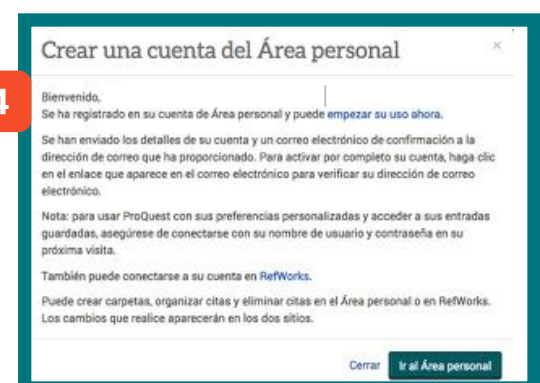 Crear una cuenta del Área personal
×
4
Bienvenido,
Se ha registrado en su cuenta de Área personal y puede empezar su uso ahora.
Se han enviado los detalles de su cuenta y un correo electrónico de confirmación a la
dirección de correo que ha proporcionado. Para activar por completo su cuenta, haga clic
en el enlace que aparece en el correo electrónico para verificar su dirección de correo
electrónico.
Nota: para usar ProQuest con sus preferencias personalizadas y acceder a sus entradas
guardadas, asegúrese de conectarse con su nombre de usuario y contraseña en su
próxima visita.
También puede conectarse a su cuenta en RefWorks.
Puede crear carpetas, organizar citas y eliminar citas en el Área personal o en RefWorks.
Los cambios que realice aparecerán en los dos sitios.
Cerrar Ir al Área personal